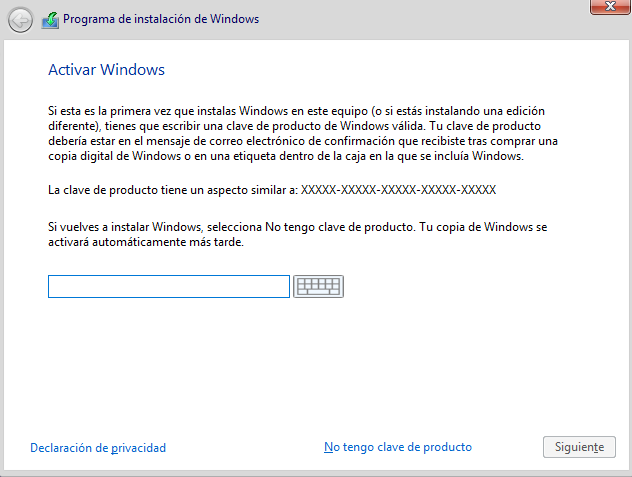 Programa de instalación de Windows
Activar Windows
Si esta es la primera vez que instalas Windows en este equipo (o si estás instalando una edición
diferente), tienes que escribir una clave de producto de Windows válida. Tu clave de producto
debería estar en el mensaje de correo electrónico de confirmación que recibiste tras comprar una
copia digital de Windows o en una etiqueta dentro de la caja en la que se incluía Windows.
La clave de producto tiene un aspecto similar a: XXXXX-XXXXX-XXXXX-XXXXX-XXXXX
Si vuelves a instalar Windows, selecciona No tengo clave de producto. Tu copia de Windows se
activará automáticamente más tarde.
Declaración de privacidad
No tengo clave de producto
Siguiente